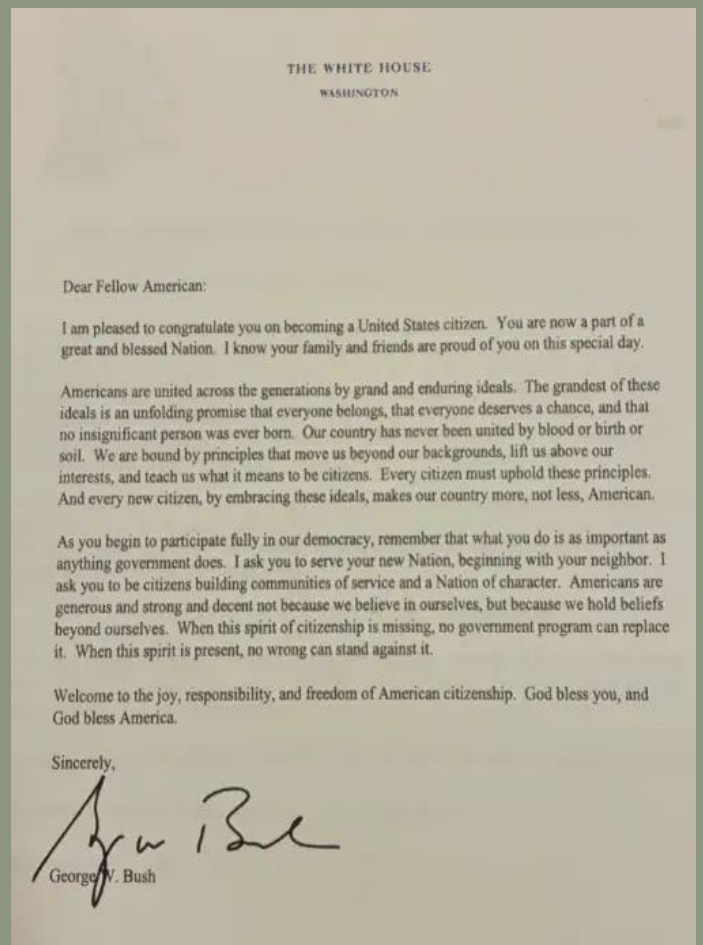 THE WHITE HOUSE
WASHINGTON
Dear Fellow American:
I am pleased to congratulate you on becoming a United States citizen. You are now a part of a
great and blessed Nation. I know your family and friends are proud of you on this special day.
Americans are united across the generations by grand and enduring ideals. The grandest of these
ideals is an unfolding promise that everyone belongs, that everyone deserves a chance, and that
no insignificant person was ever born. Our country has never been united by blood or birth or
soil. We are bound by principles that move us beyond our backgrounds, lift us above our
interests, and teach us what it means to be citizens. Every citizen must uphold these principles.
And every new citizen, by embracing these ideals, makes our country more, not less, American.
As you begin to participate fully in our democracy, remember that what you do is as important as
anything government does. I ask you to serve your new Nation, beginning with your neighbor. I
ask you to be citizens building communities of service and a Nation of character. Americans are
generous and strong and decent not because we believe in ourselves, but because we hold beliefs
beyond ourselves. When this spirit of citizenship is missing, no government program can replace
it. When this spirit is present, no wrong can stand against it.
Welcome to the joy, responsibility, and freedom of American citizenship. God bless you, and
God bless America.
Sincerely,
George W. Bush